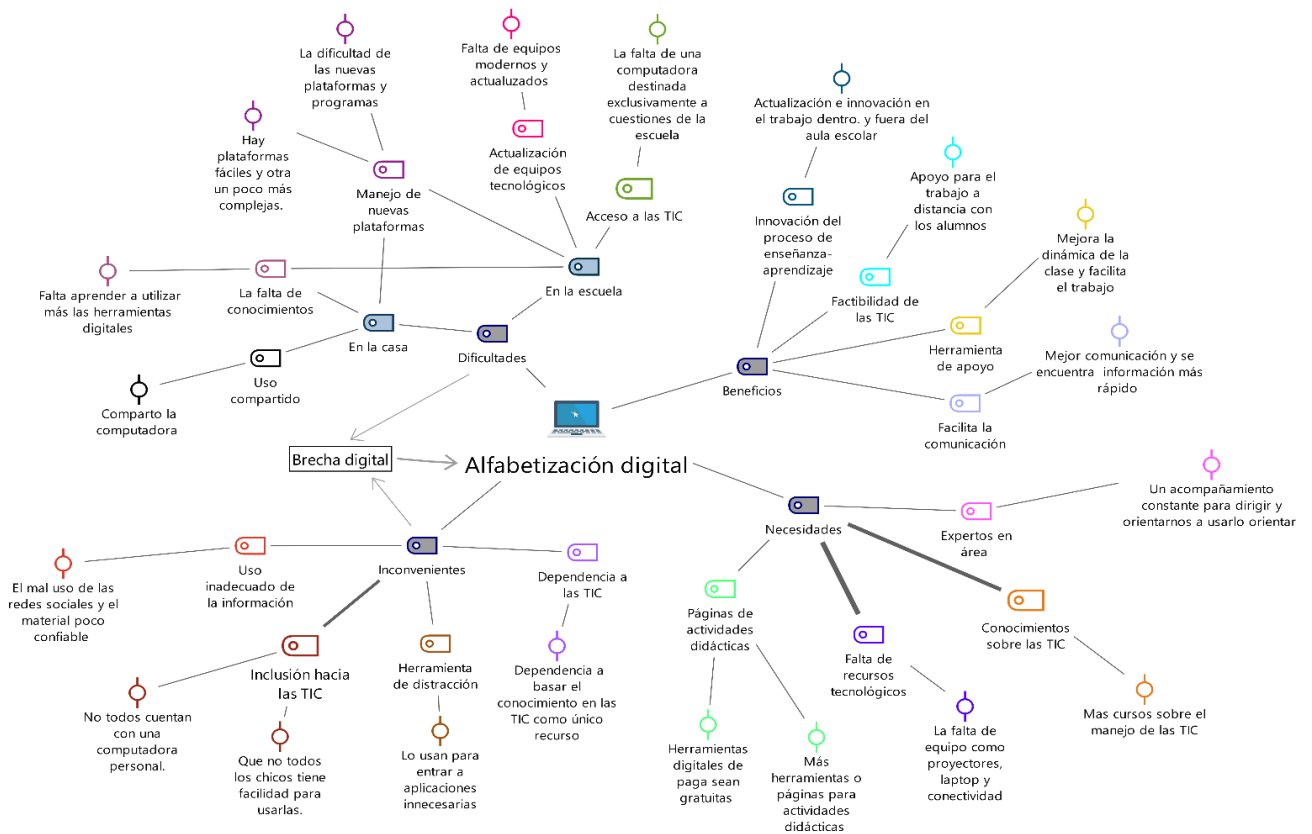 La dificultad de
las nuevas
plataformas y
programas
Falta de equipos
modernos y
actualuzados
La falta de una
computadora
destinada
exclusivamente a
cuestiones de la
escuela
Hay
plataformas
fáciles y otra
un poco más
complejas.
Manejo de
nuevas
plataformas
Actualización
de equipos
tecnológicos
Acceso a las TIC
Falta aprender a utilizar
más las herramientas
digitales
La falta de
conocimientos
En la escuela
En la casa
Dificultades
Uso
compartido
Comparto la
computadora
Actualización e innovación en
el trabajo dentro. y fuera del
aula escolar
Apoyo para el
trabajo a
distancia con
los alumnos
Innovación del
proceso de
enseñanza-
aprendizaje
Mejora la
dinámica de la
clase y facilita
el trabajo
Factibilidad de
las TIC
Herramienta
de apoyo
Mejor comunicación y se
encuentra información más
rápido
Beneficios
Facilita la
comunicación
Brecha digital
Alfabetización digital
Un acompañamiento
constante para dirigir y
orientarnos a usarlo orientar
Necesidades
Expertos en
área
Páginas de
actividades
didácticas
Falta de
recursos
tecnológicos
Conocimientos
sobre las TIC
Herramientas
digitales de
paga sean
gratuitas
Más
herramientas o
páginas para
actividades
didácticas
La falta de
equipo como
proyectores,
laptop y
conectividad
Mas cursos sobre el
manejo de las TIC
Inconvenientes
Uso
inadecuado de
la información
El mal uso de las
redes sociales y el
material poco
confiable
Dependencia a
las TIC
Inclusión hacia
las TIC
Herramienta
de distracción
Dependencia a
basar el
conocimiento en las
TIC como único
recurso
No todos cuentan
con una
computadora
personal.
Que no todos
los chicos tiene
facilidad para
usarlas.
Lo usan para
entrar a
aplicaciones
innecesarias